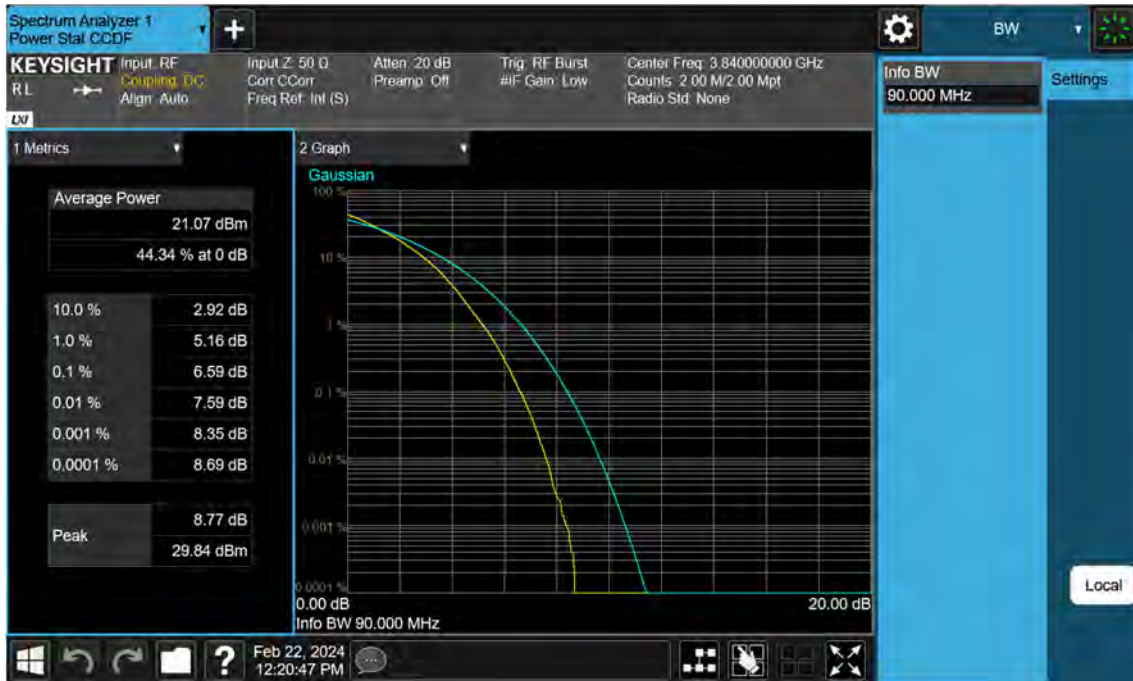 Spectrum Analyzer 1
Power Stat CCDF
+
BW
KEYSIGHT
RL
LXI
Input: RF
Coupling: DC
Align: Auto
Input Z: 50 Ω
Corr CCorr
Freq Ref: Int (S)
Atten: 20 dB
Preamp: Off
Trig: RF Burst
#IF Gain: Low
Center Freq: 3.840000000 GHz
Counts: 2.00 M/2.00 Mpt
Radio Std: None
Info BW
90.000 MHz
Settings
1 Metrics
Average Power
21.07 dBm
44.34 % at 0 dB
10.0 % 2.92 dB
1.0 % 5.16 dB
0.1 % 6.59 dB
0.01 % 7.59 dB
0.001 % 8.35 dB
0.0001 % 8.69 dB
Peak
8.77 dB
29.84 dBm
2 Graph
Gaussian
100 %
10 %
1 %
0.1 %
0.01 %
0.001 %
0.0001 %
0.00 dB
20.00 dB
Info BW 90.000 MHz
Local
?
Feb 22, 2024
12:20:47 PM